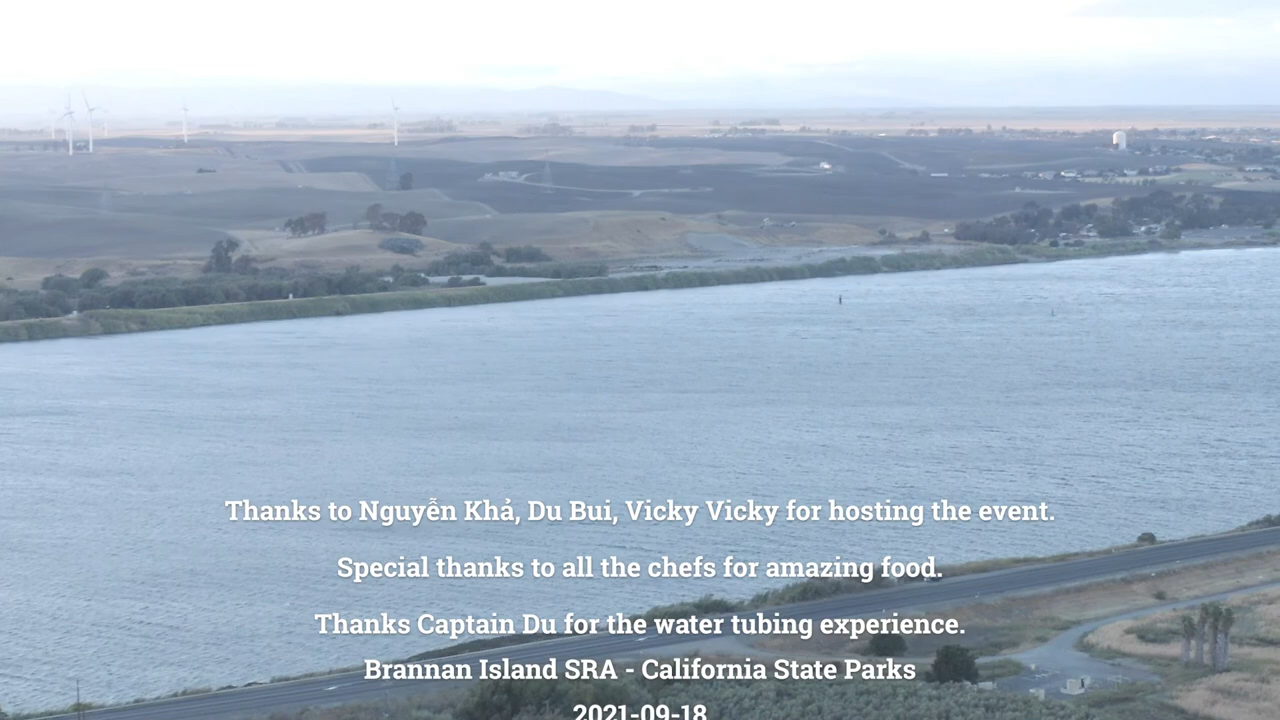 Thanks to Nguyễn Khả, Du Bui, Vicky Vicky for hosting the event.
Special thanks to all the chefs for amazing food.
Thanks Captain Du for the water tubing experience.
Brannan Island SRA - California State Parks
2021-09-18